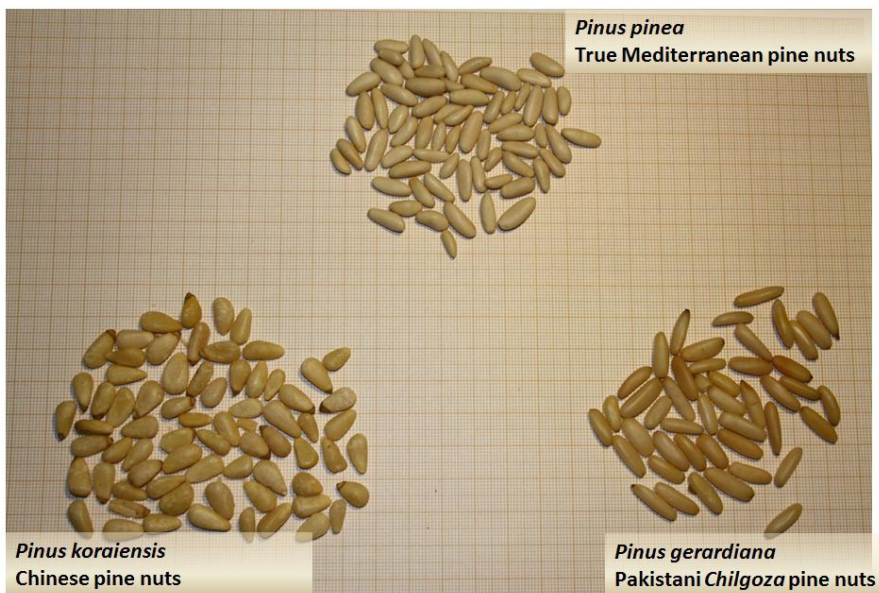 Pinus pinea
True Mediterranean pine nuts
Pinus koraiensis
Chinese pine nuts
Pinus gerardiana
Pakistani Chilgoza pine nuts